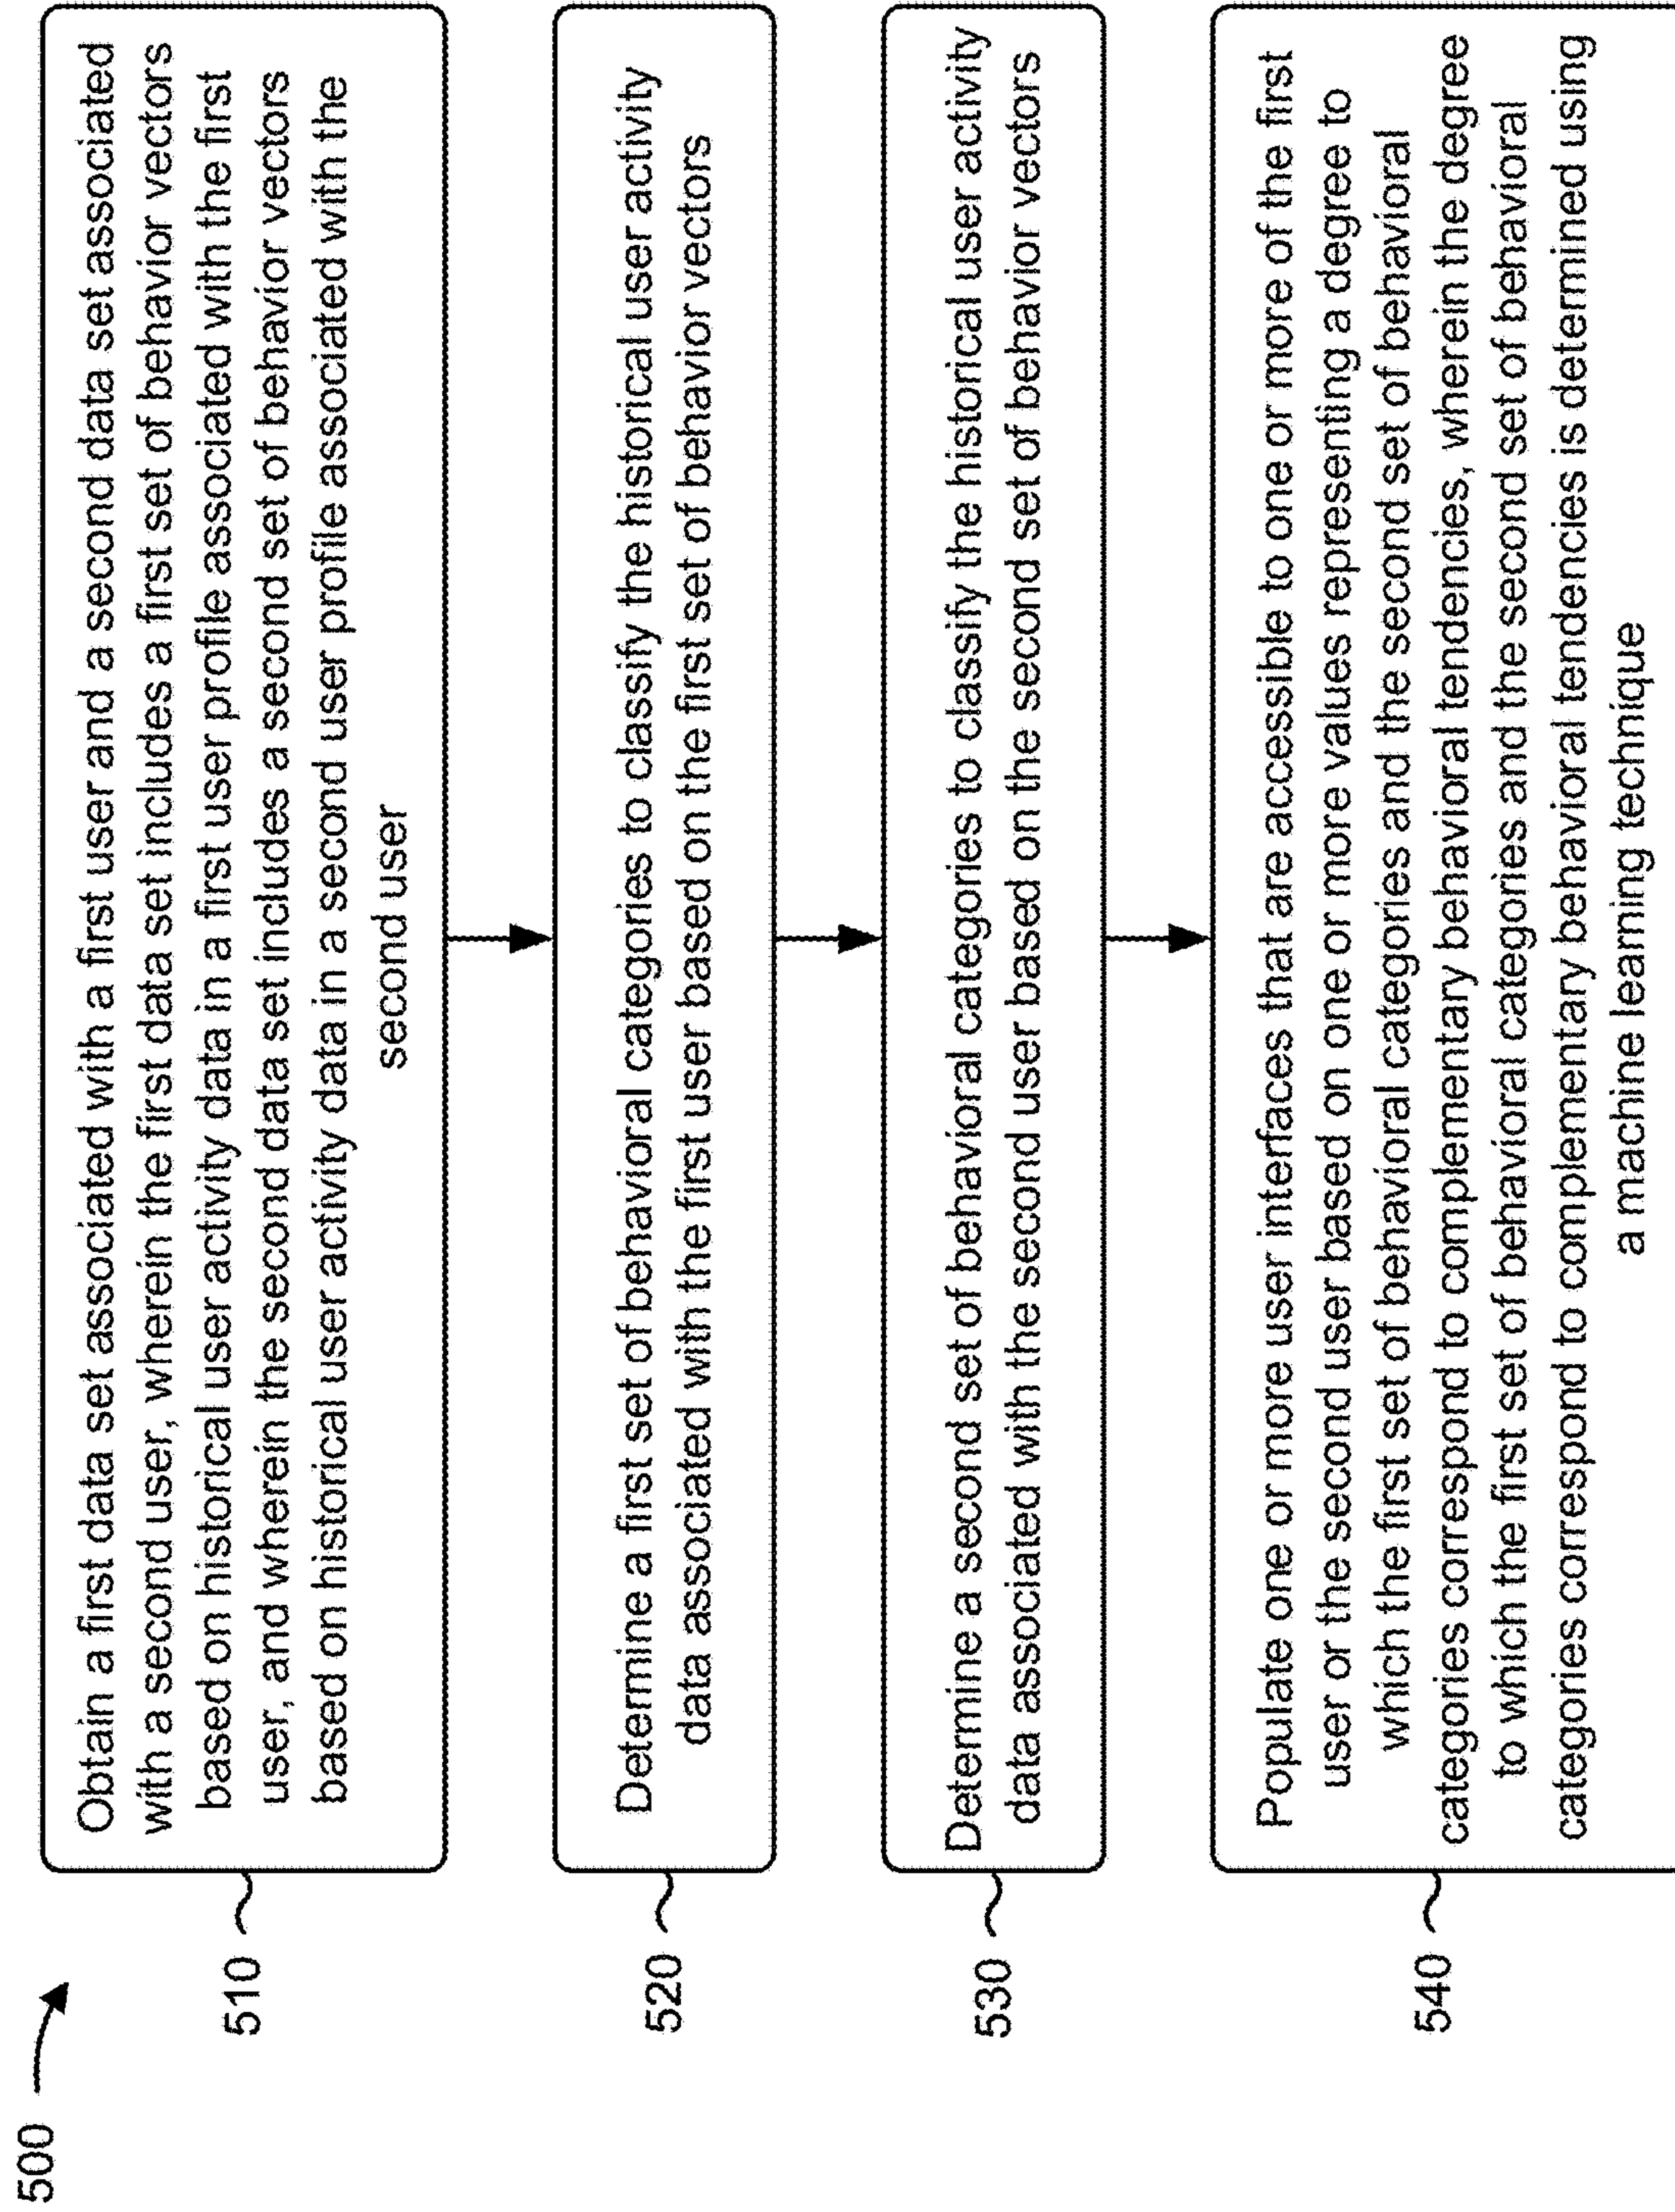 500
510
Obtain a first data set associated with a first user and a second data set associated
with a second user, wherein the first data set includes a first set of behavior vectors
based on historical user activity data in a first user profile associated with the first
user, and wherein the second data set includes a second set of behavior vectors
based on historical user activity data in a second user profile associated with the
second user
520
Determine a first set of behavioral categories to classify the historical user activity
data associated with the first user based on the first set of behavior vectors
530
Determine a second set of behavioral categories to classify the historical user activity
data associated with the second user based on the second set of behavior vectors
540
Populate one or more user interfaces that are accessible to one or more of the first
user or the second user based on one or more values representing a degree to
which the first set of behavioral categories and the second set of behavioral
categories correspond to complementary behavioral tendencies, wherein the degree
to which the first set of behavioral categories and the second set of behavioral
categories correspond to complementary behavioral tendencies is determined using
a machine learning technique